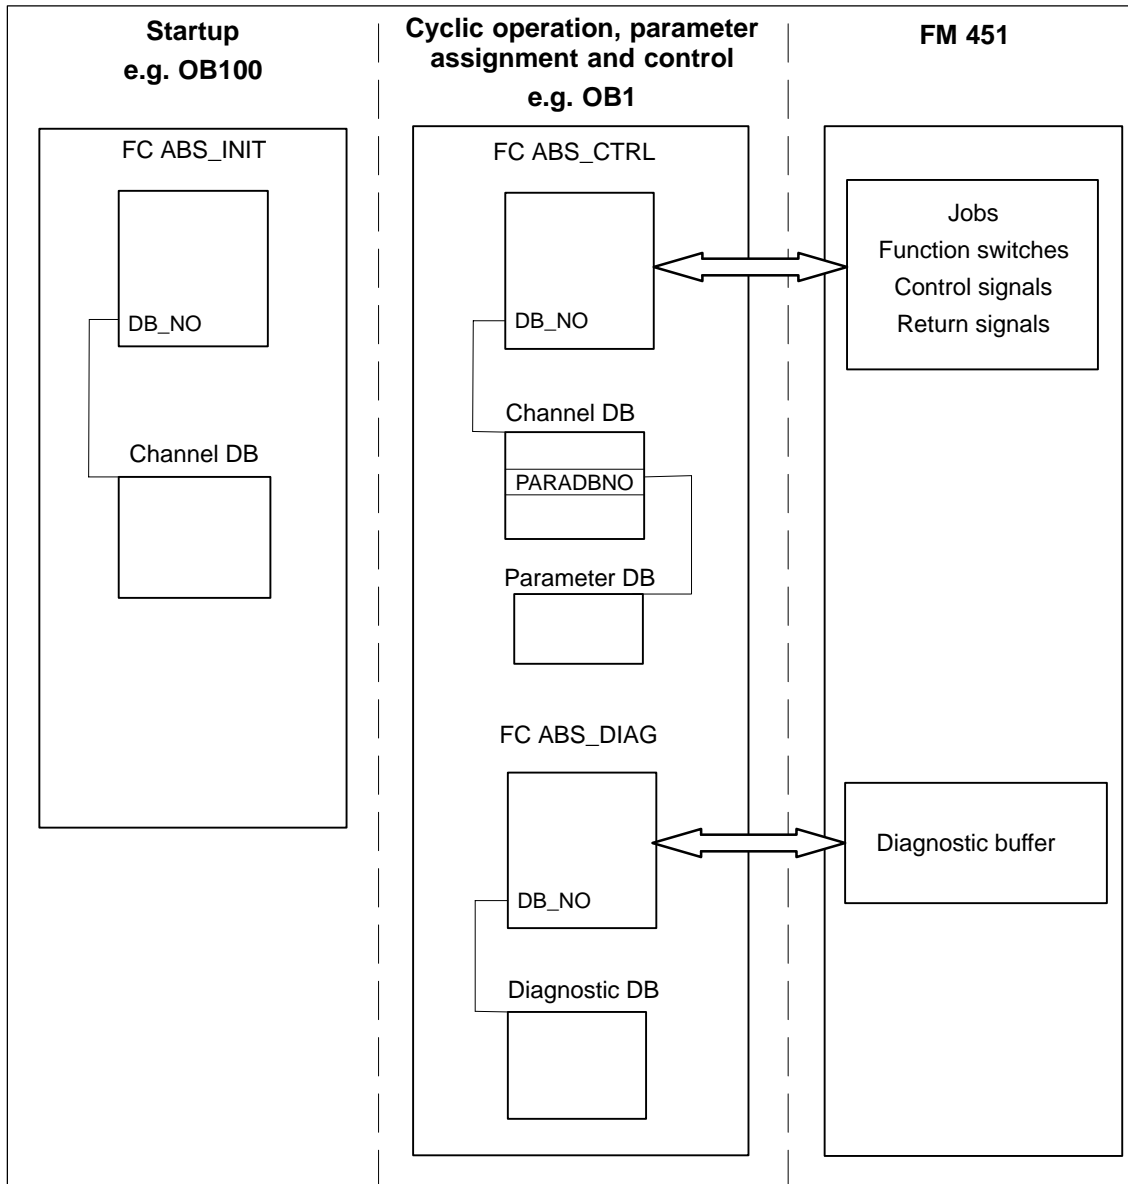 Startup
e.g. OB100
FC ABS_INIT
DB_NO
Channel DB
Cyclic operation, parameter
assignment and control
e.g. OB1
FC ABS_CTRL
DB_NO
Channel DB
PARADBNO
Parameter DB
FC ABS_DIAG
DB_NO
Diagnostic DB
FM 451
Jobs
Function switches
Control signals
Return signals
Diagnostic buffer